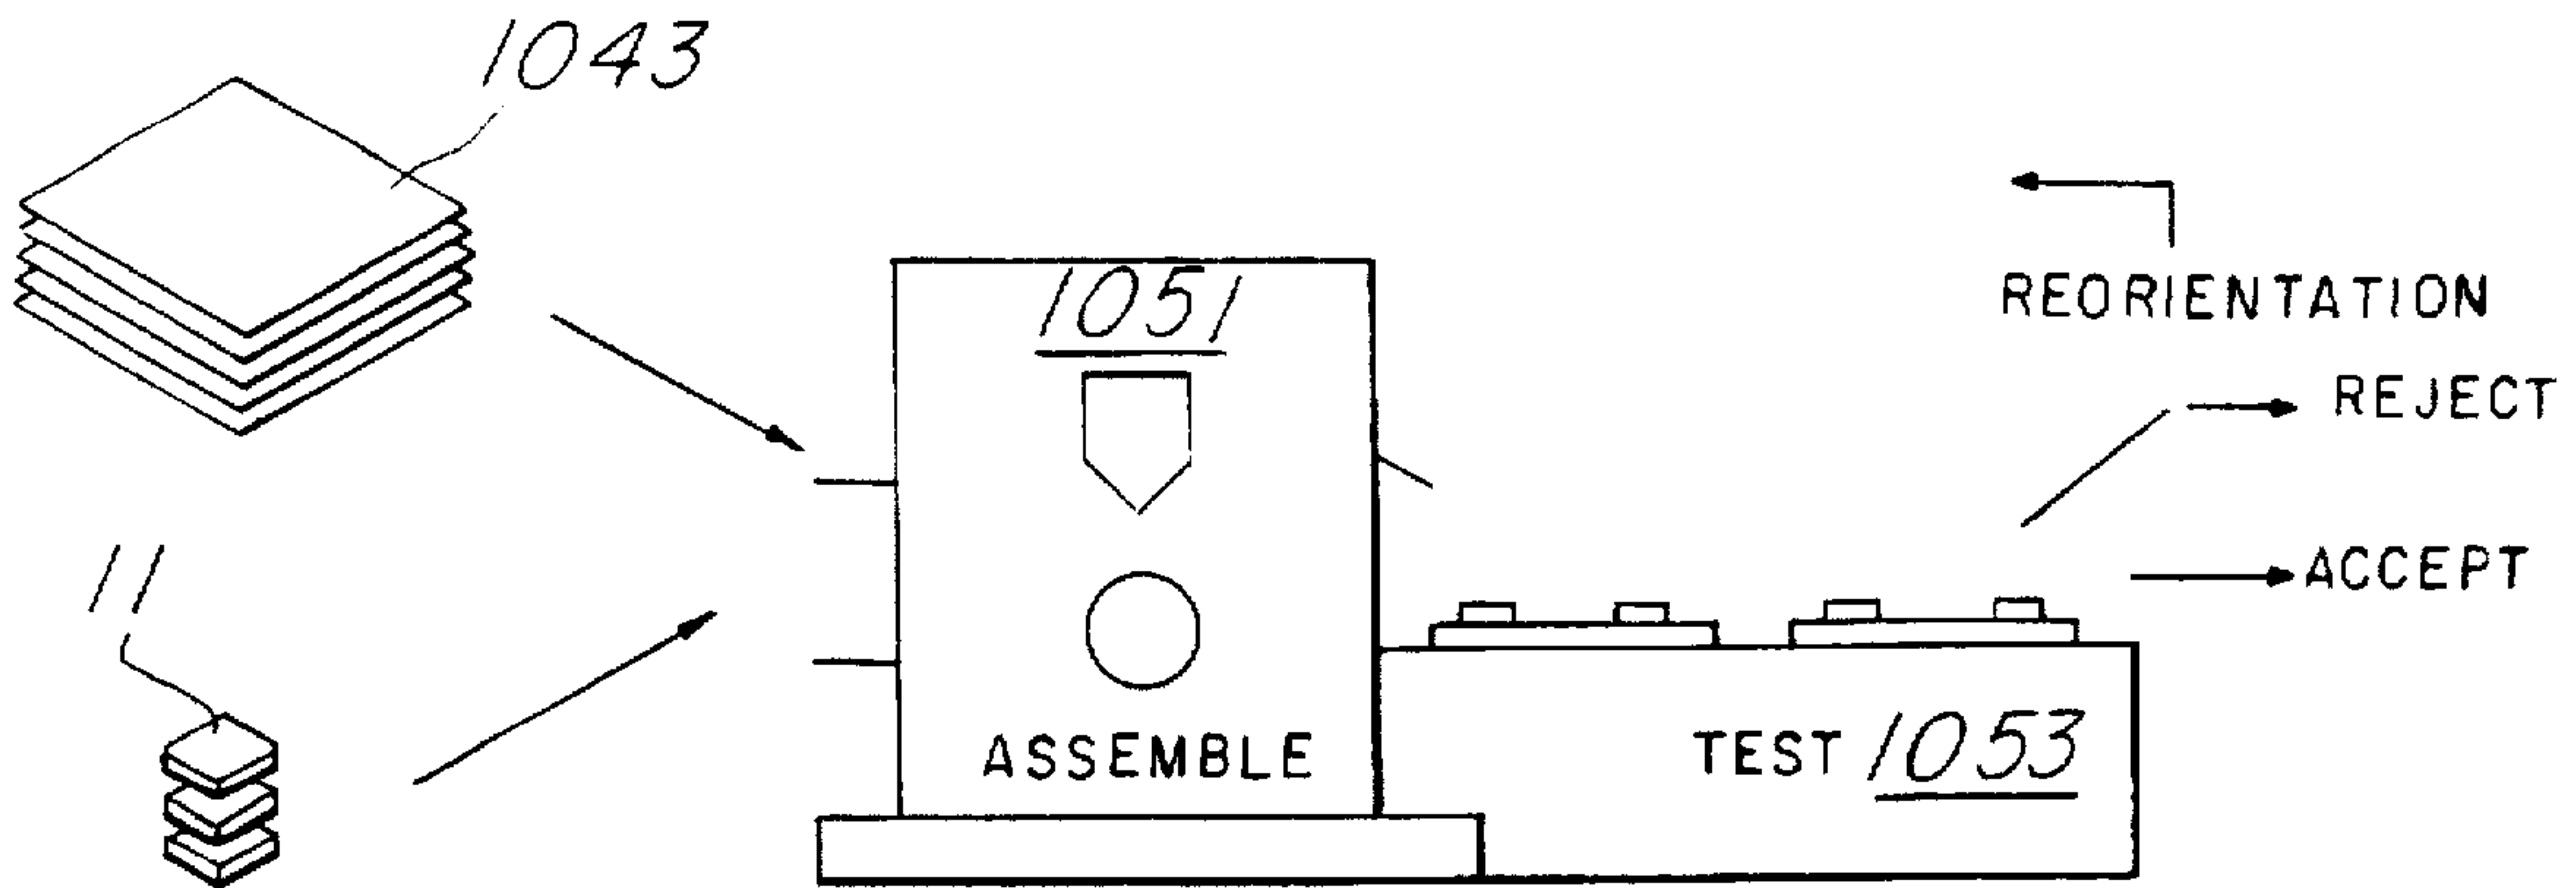 1043
1051
REORIENTATION
REJECT
11
ACCEPT
ASSEMBLE
TEST 1053